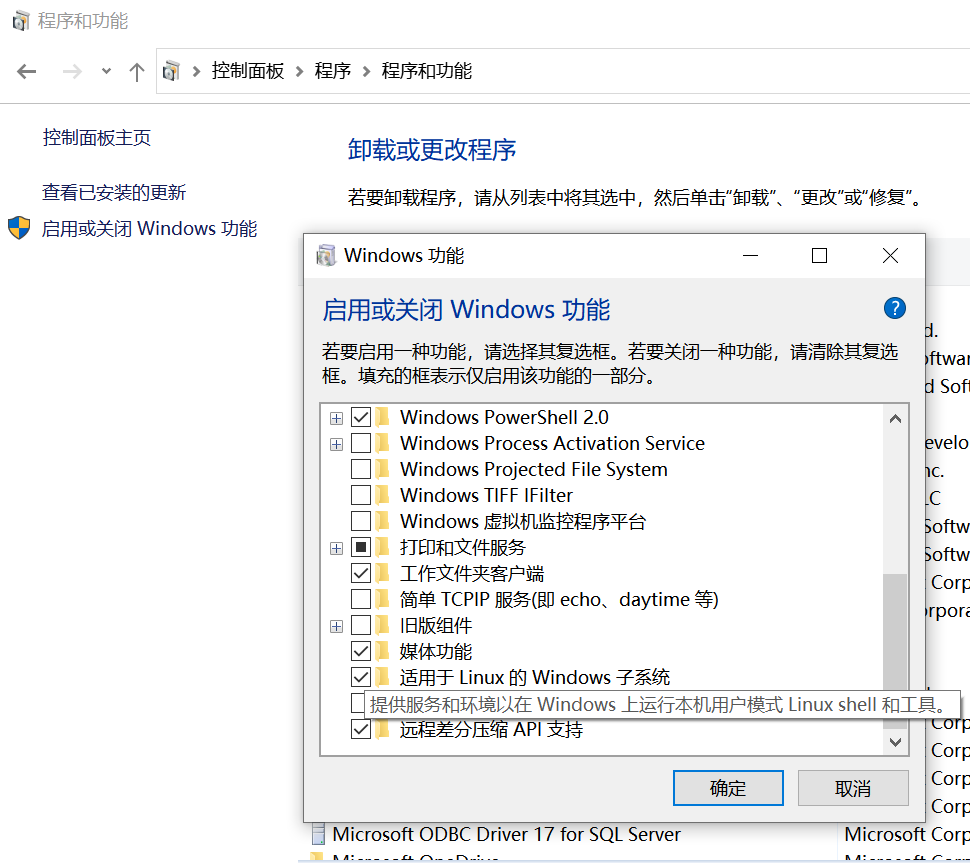 程序和功能
控制面板 > 程序 > 程序和功能
控制面板主页
查看已安装的更新
启用或关闭 Windows 功能
卸载或更改程序
若要卸载程序，请从列表中将其选中，然后单击“卸载”、“更改”或“修复”。
Windows 功能
启用或关闭 Windows 功能
若要启用一种功能，请选择其复选框。若要关闭一种功能，请清除其复选
框。填充的框表示仅启用该功能的一部分。
Windows PowerShell 2.0
Windows Process Activation Service
Windows Projected File System
Windows TIFF IFilter
Windows 虚拟机监控程序平台
打印和文件服务
工作文件夹客户端
简单 TCPIP 服务(即 echo、daytime 等)
旧版组件
媒体功能
适用于 Linux 的 Windows 子系统
提供服务和环境以在 Windows 上运行本机用户模式 Linux shell 和工具。
远程差分压缩 API 支持
确定
取消
d.
oftwar
d Soft
evelo
nc.
LC
Softw
Softw
Corp
orpora
Corp
Corp
Corp
Corp
Microsoft ODBC Driver 17 for SQL Server
Microsoft Corp
Microsoft OneDrive
Microsoft Corp